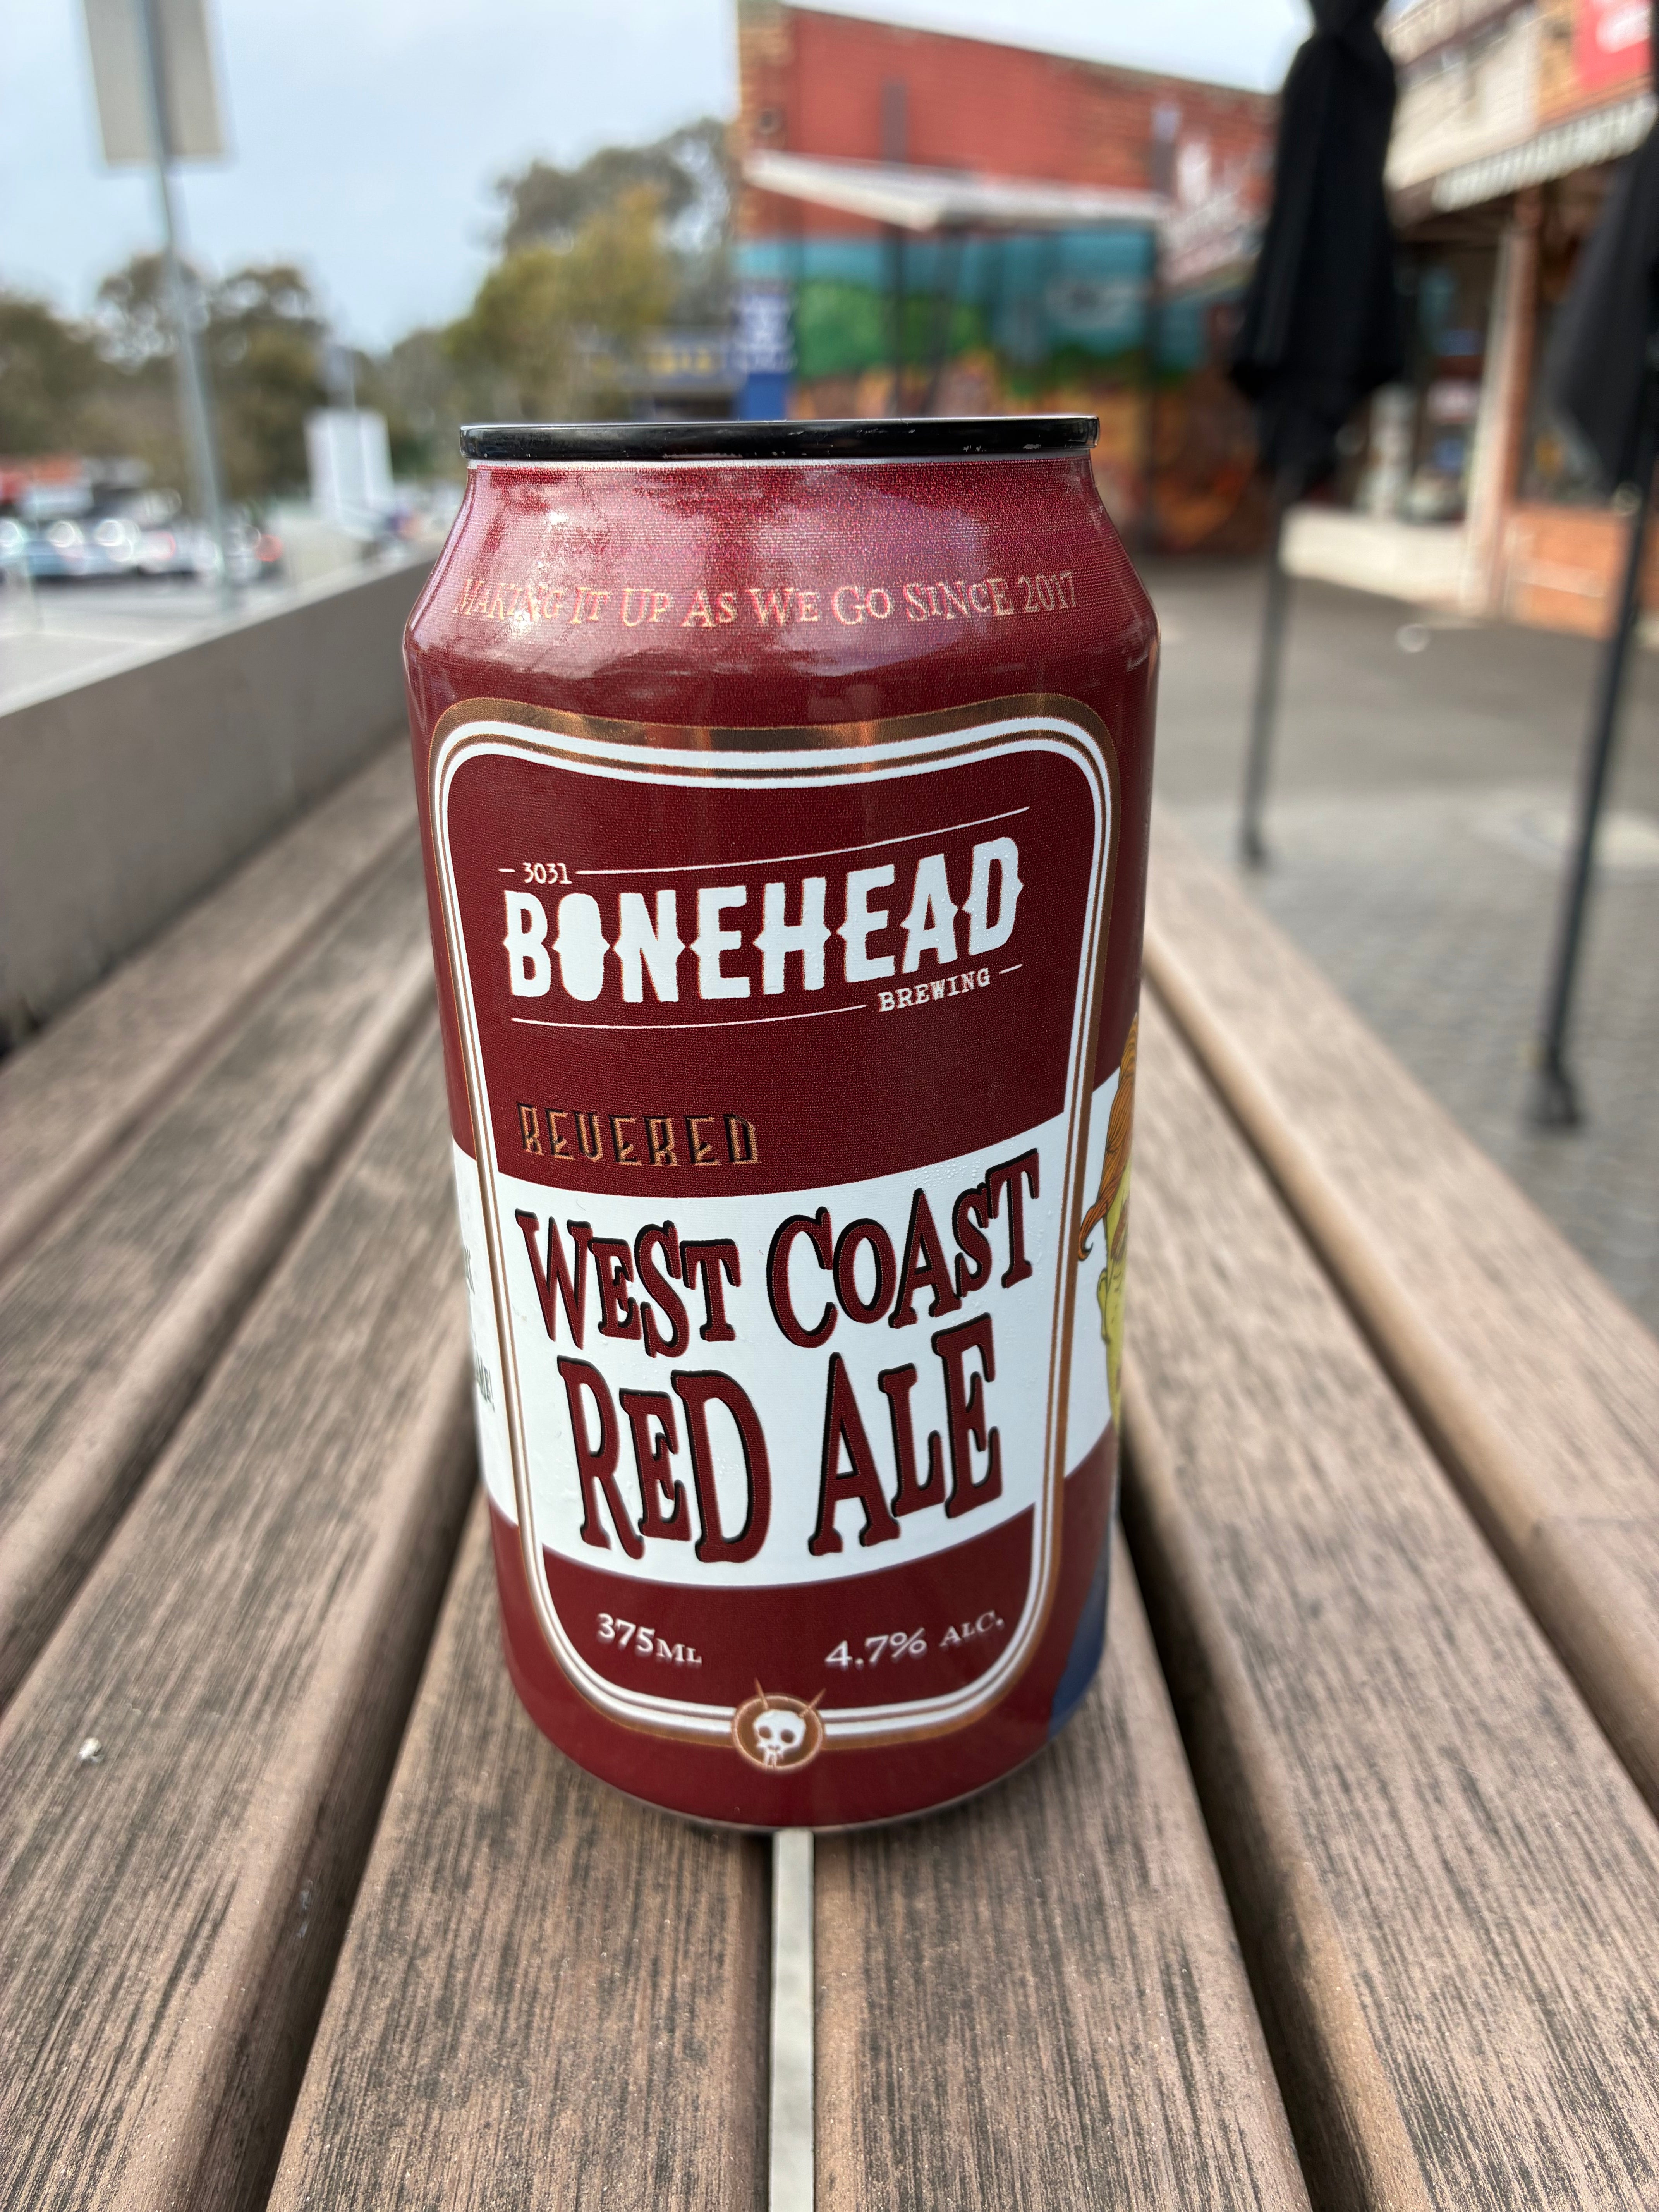 MAKING IT UP AS WE GO SINCE 2017
3031
BONEHEAD
BREWING
REVERED
WEST COAST
RED ALE
375ML 4.7% ALC.